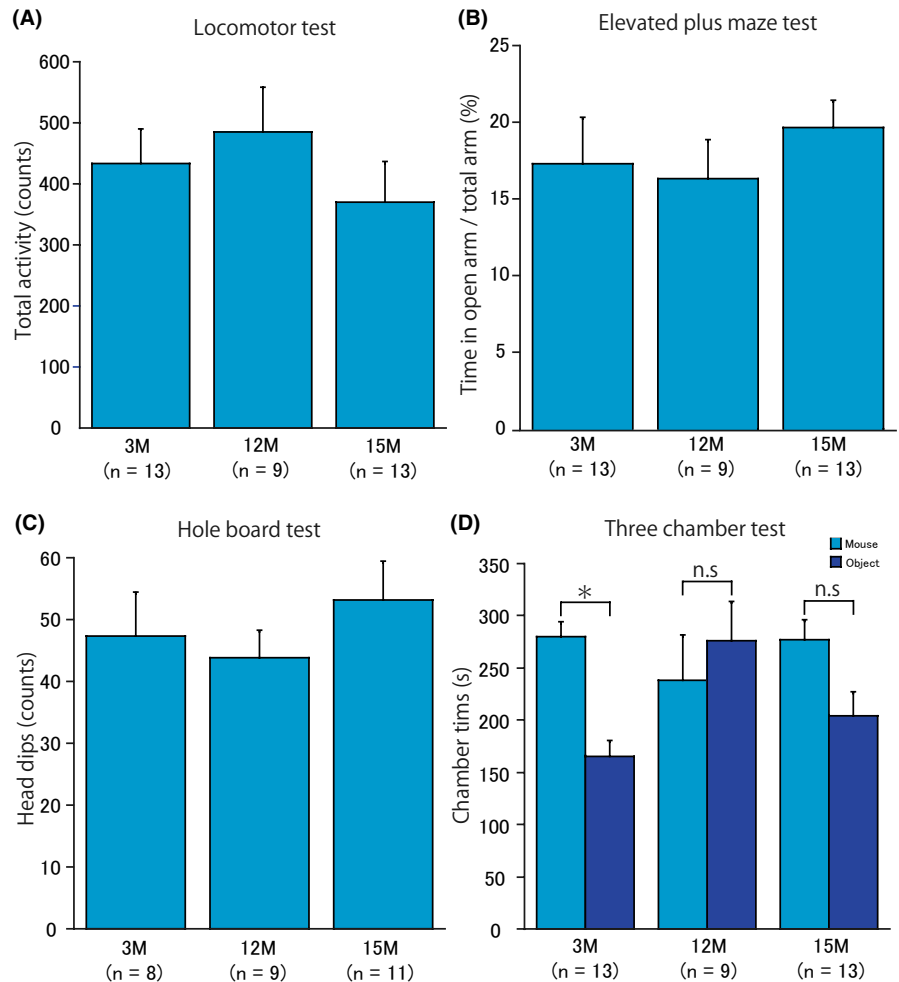 (A)
Locomotor test
Total activity (counts)
600
500
400
300
200
100
0
3M
12M
15M
(n = 13)
(n = 9)
(n = 13)
(B)
Elevated plus maze test
Time in open arm / total arm (%)
25
20
15
10
5
0
3M
12M
15M
(n = 13)
(n = 9)
(n = 13)
(C)
Hole board test
Head dips (counts)
60
50
40
30
20
10
0
3M
12M
15M
(n = 8)
(n = 9)
(n = 11)
(D)
Three chamber test
Mouse
Object
Chamber tims (s)
350
300
250
200
150
100
50
0
*
n.s
n.s
3M
12M
15M
(n = 13)
(n = 9)
(n = 13)